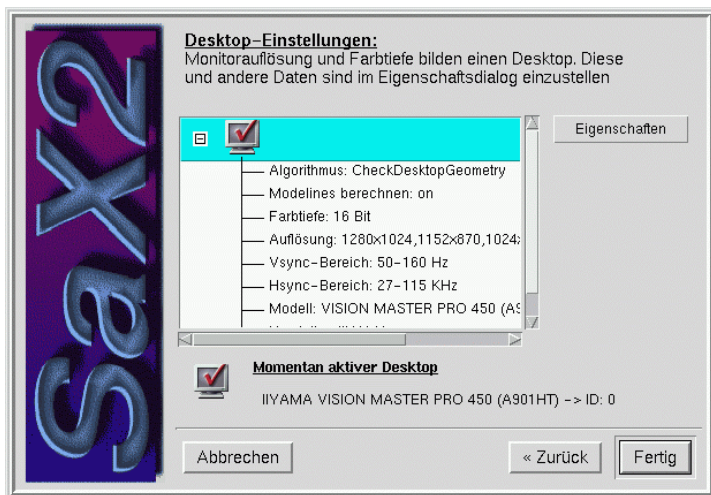 SaX2
Desktop-Einstellungen:
Monitorauflösung und Farbtiefe bilden einen Desktop. Diese
und andere Daten sind im Eigenschaftsdialog einzustellen
Eigenschaften
Algorithmus: CheckDesktopGeometry
Modelines berechnen: on
Farbtiefe: 16 Bit
Auflösung: 1280x1024,1152x870,1024x
Vsync-Bereich: 50-160 Hz
Hsync-Bereich: 27-115 KHz
Modell: VISION MASTER PRO 450 (A9
Momentan aktiver Desktop
IIYAMA VISION MASTER PRO 450 (A901HT) -> ID: 0
Abbrechen
« Zurück
Fertig